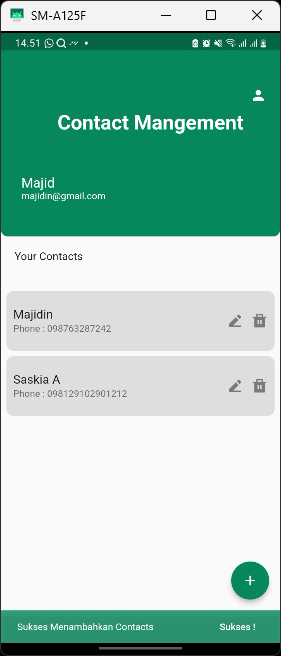 SM-A125F
14.51
Contact Mangement
Majid
majidin@gmail.com
Your Contacts
Majidin
Phone : 098763287242
Saskia A
Phone : 098129102901212
Sukses Menambahkan Contacts
Sukses !